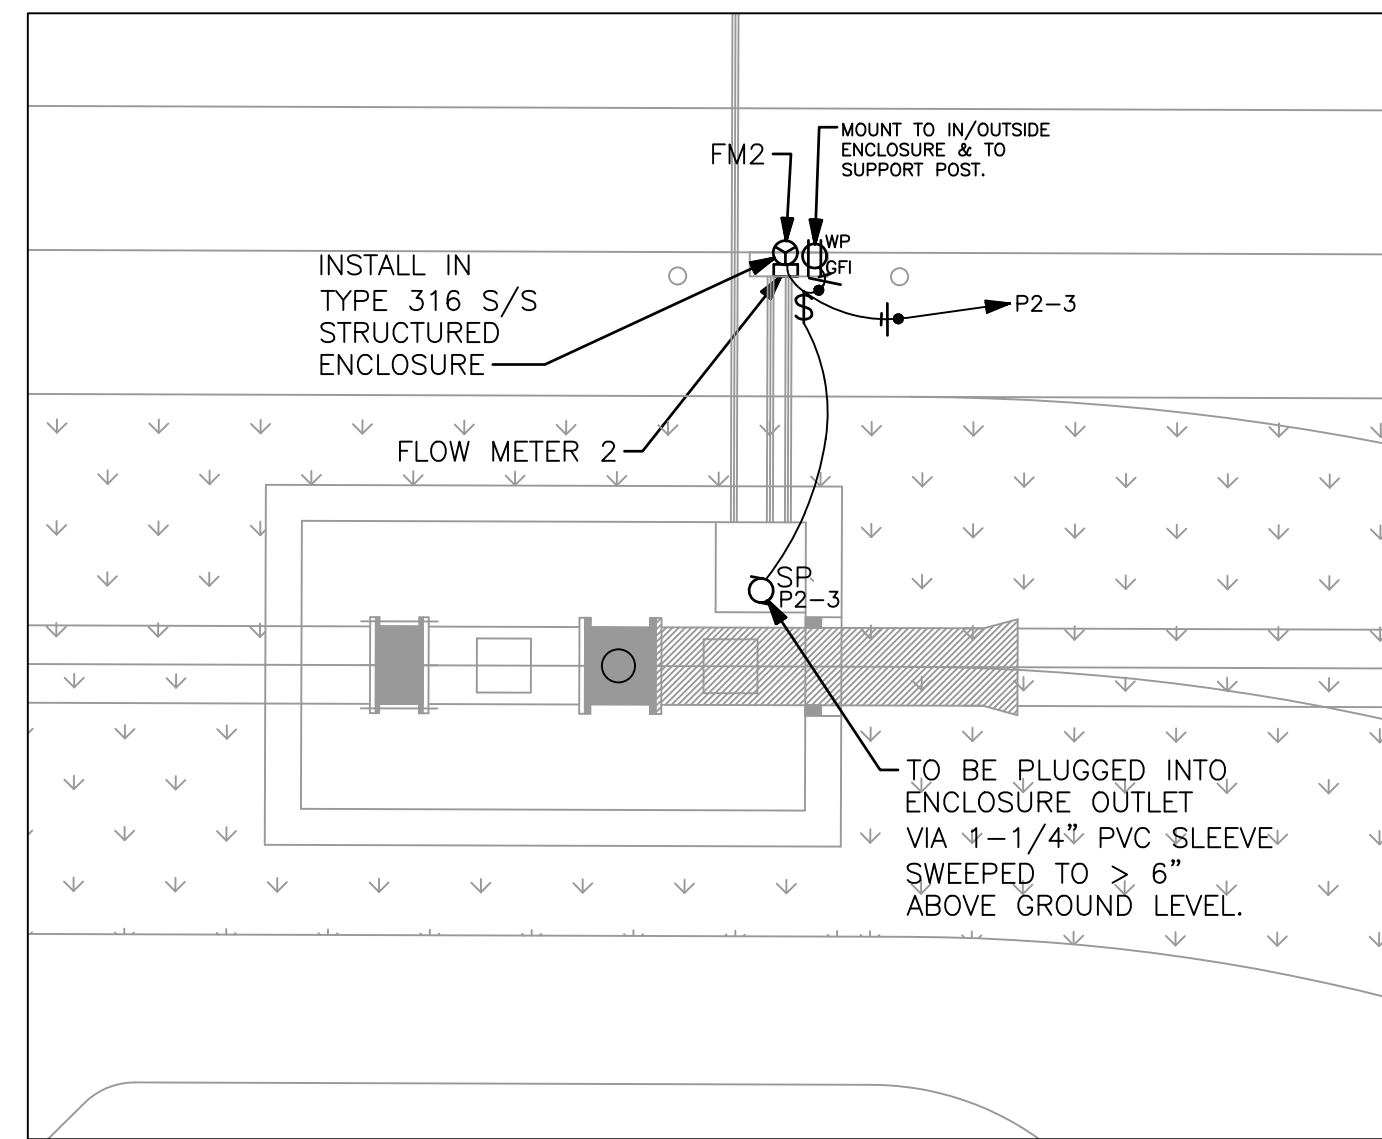 MOUNT TO IN/OUTSIDE
ENCLOSURE & TO
SUPPORT POST.
FM2
WP
GFI
INSTALL IN
TYPE 316 S/S
STRUCTURED
ENCLOSURE
$
P2-3
FLOW METER 2
SP
P2-3
TO BE PLUGGED INTO
ENCLOSURE OUTLET
VIA 1-1/4” PVC SLEEVE
SWEEPED TO > 6”
ABOVE GROUND LEVEL.